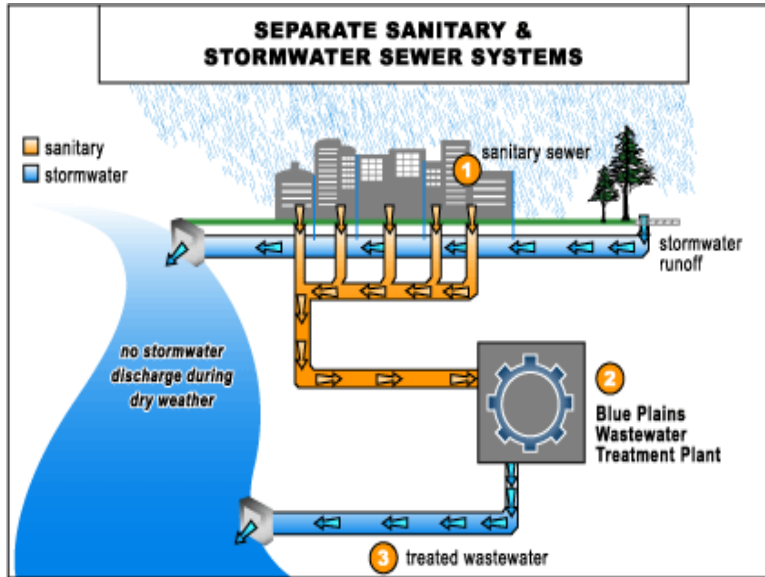 SEPARATE SANITARY &
STORMWATER SEWER SYSTEMS
sanitary
stormwater
1
sanitary sewer
stormwater
runoff
no stormwater
discharge during
dry weather
2
Blue Plains
Wastewater
Treatment Plant
3 treated wastewater